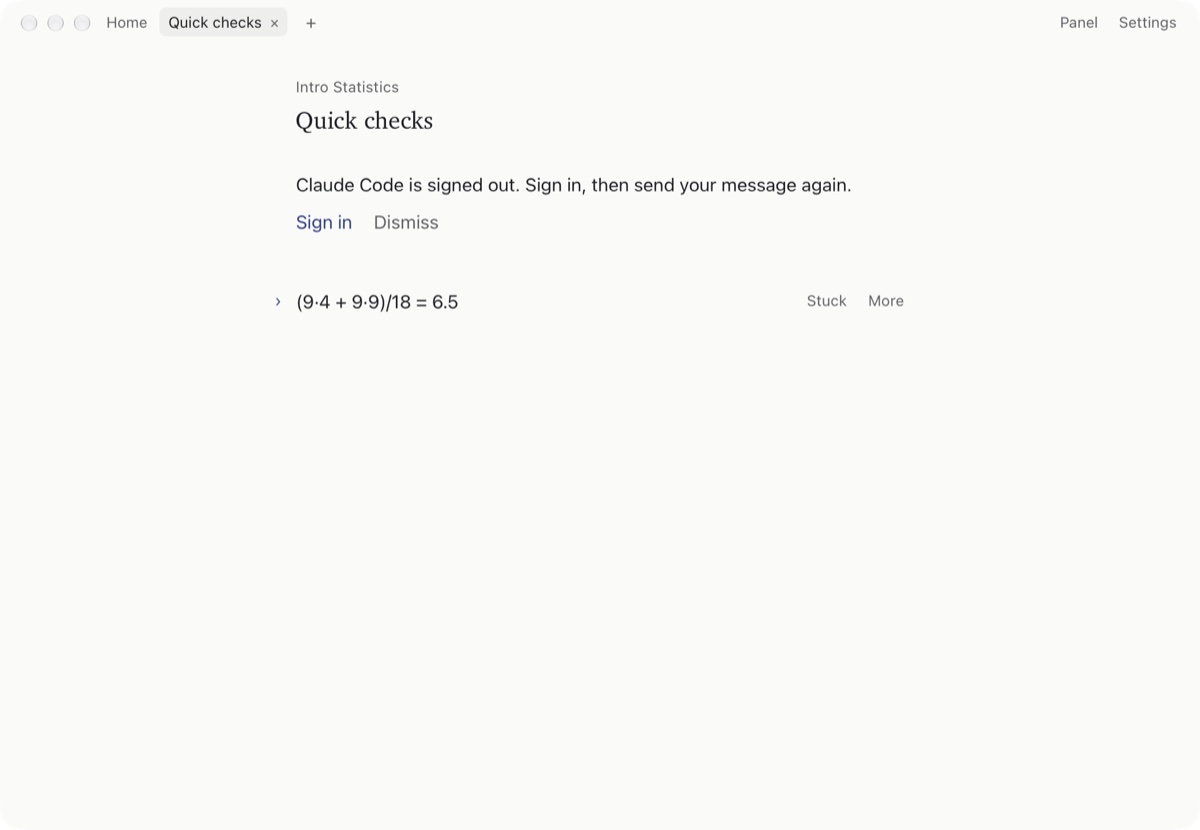 Home Quick checks × + Panel Settings
Intro Statistics
Quick checks
Claude Code is signed out. Sign in, then send your message again.
Sign in Dismiss
› (9·4 + 9·9)/18 = 6.5 Stuck More